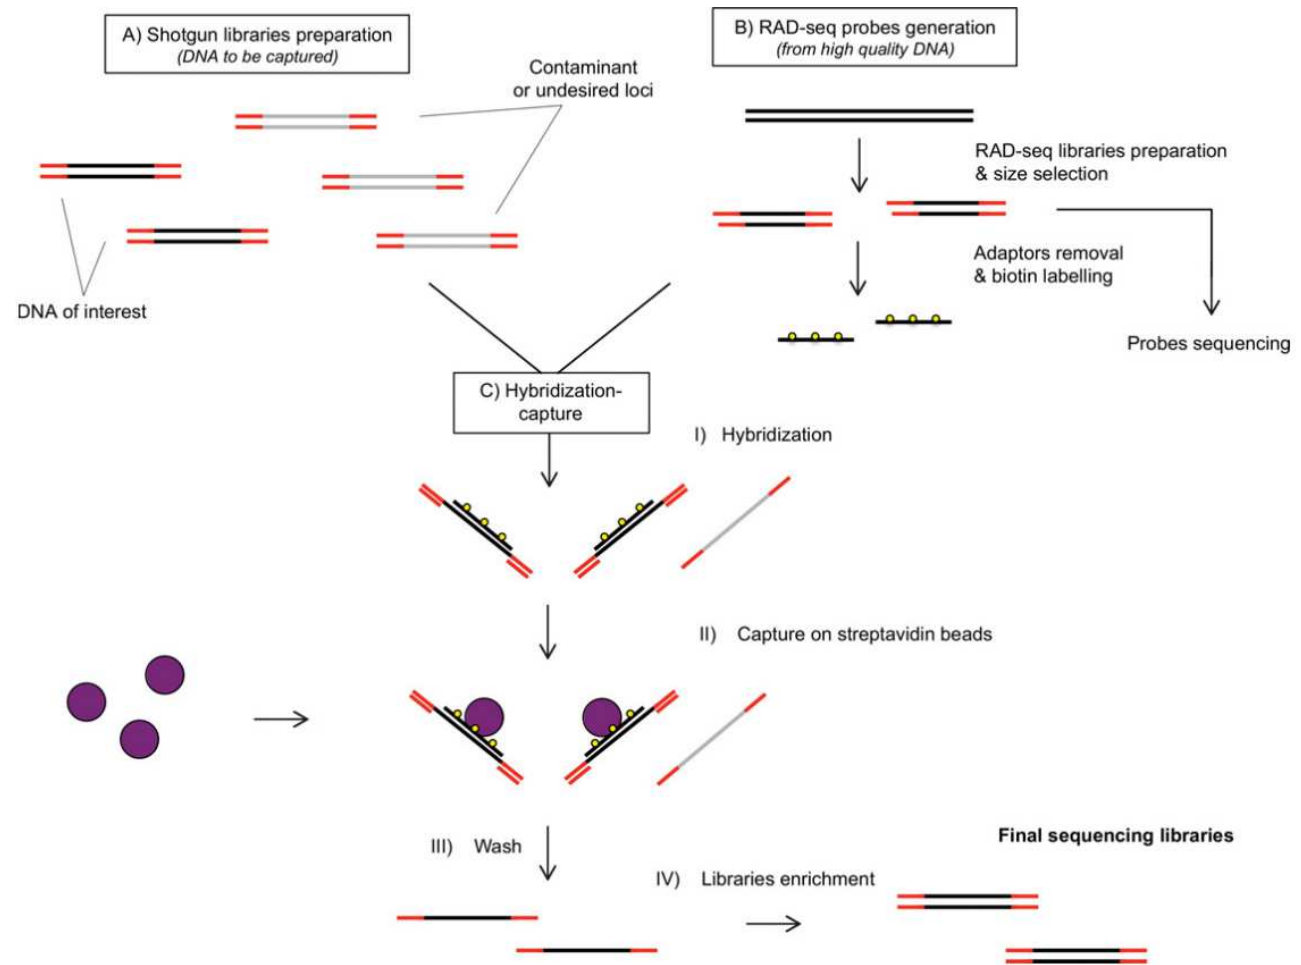 A) Shotgun libraries preparation
(DNA to be captured)
B) RAD-seq probes generation
(from high quality DNA)
Contaminant
or undesired loci
DNA of interest
RAD-seq libraries preparation
& size selection
Adaptors removal
& biotin labelling
Probes sequencing
C) Hybridization-
capture
I) Hybridization
II) Capture on streptavidin beads
III) Wash
IV) Libraries enrichment
Final sequencing libraries